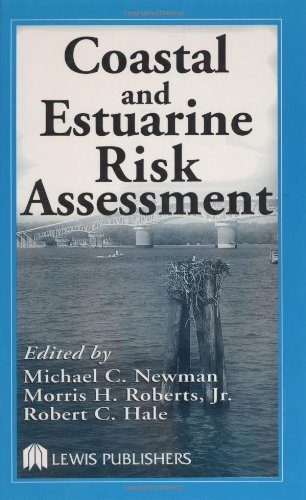 Coastal
and
Estuarine
Risk
Assessment
Edited by
Michael C. Newman
Morris H. Roberts, Jr.
Robert C. Hale
LEWIS PUBLISHERS